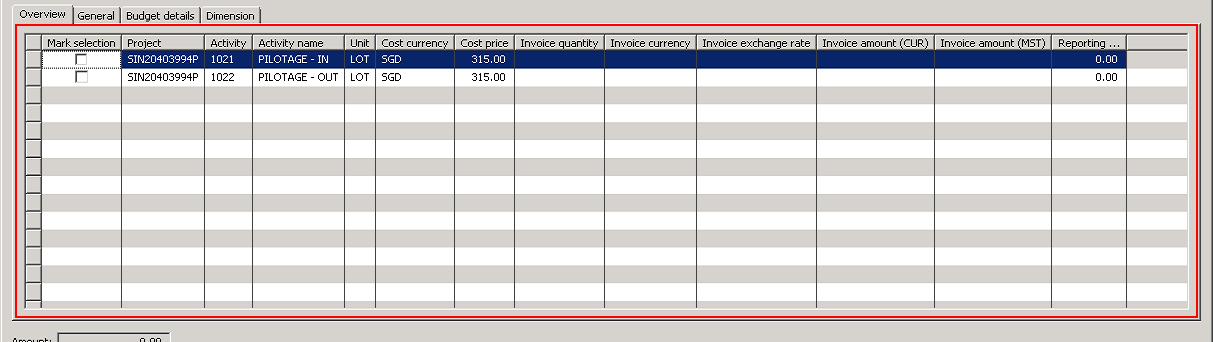 Overview General Budget details Dimension
Mark selection Project Activity Activity name Unit Cost currency Cost price Invoice quantity Invoice currency Invoice exchange rate Invoice amount (CUR) Invoice amount (MST) Reporting ...
SIN20403994P 1021 PILOTAGE - IN LOT SGD 315.00 0.00
SIN20403994P 1022 PILOTAGE - OUT LOT SGD 315.00 0.00
Amount: 0.00